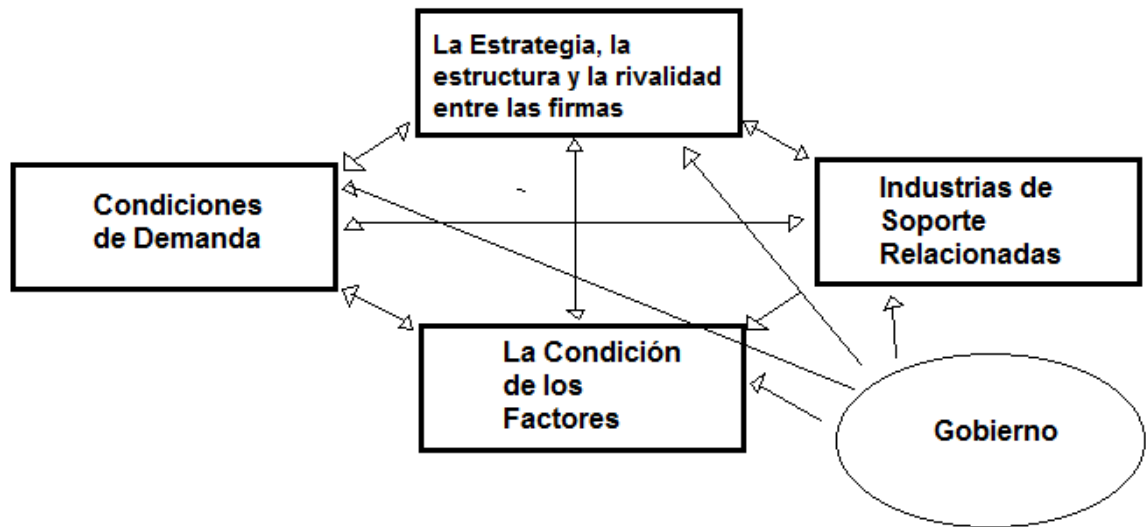 La Estrategia, la
estructura y la rivalidad
entre las firmas
Condiciones
de Demanda
Industrias de
Soporte
Relacionadas
La Condición
de los
Factores
Gobierno